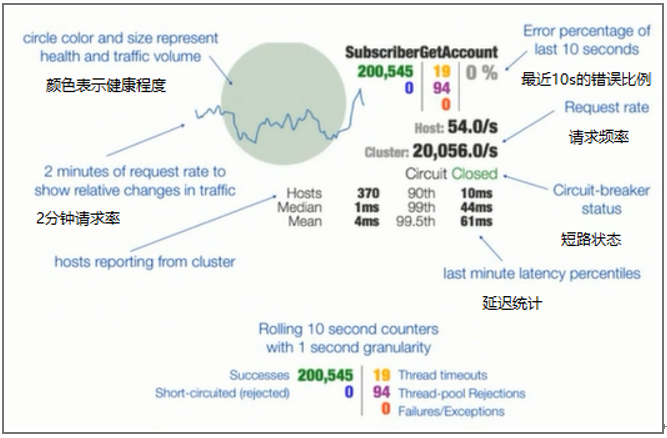 circle color and size represent
health and traffic volume
颜色表示健康程度
SubscriberGetAccount
200,545 19 0 %
0 94
0
Error percentage of
last 10 seconds
最近10s的错误比例
Host: 54.0/s
Cluster: 20,056.0/s
Request rate
请求频率
2 minutes of request rate to
show relative changes in traffic
2分钟请求率
Circuit Closed
Hosts 370 90th 10ms
Median 1ms 99th 44ms
Mean 4ms 99.5th 61ms
Circuit-breaker
status
短路状态
hosts reporting from cluster
last minute latency percentiles
延迟统计
Rolling 10 second counters
with 1 second granularity
Successes 200,545 19 Thread timeouts
Short-circuited (rejected) 0 94 Thread-pool Rejections
0 Failures/Exceptions